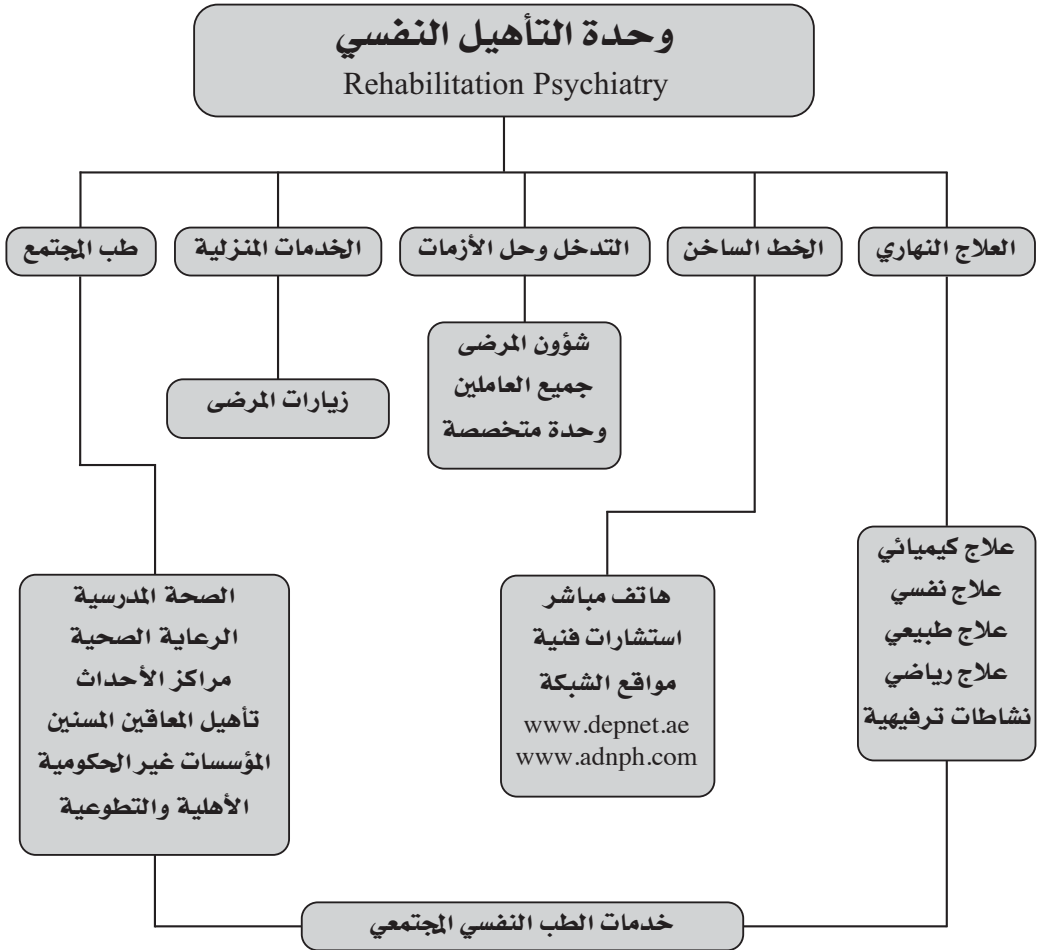 وحدة التأهيل النفسي
Rehabilitation Psychiatry
العلاج النهاري
الخط الساخن
التدخل وحل الأزمات
الخدمات المنزلية
طب المجتمع
شؤون المرضى
جميع العاملين
وحدة متخصصة
زيارات المرضى
علاج كيميائي
علاج نفسي
علاج طبيعي
علاج رياضي
نشاطات ترفيهية
هاتف مباشر
استشارات فنية
مواقع الشبكة
www.depnet.ae
www.adnph.com
الصحة المدرسية
الرعاية الصحية
مراكز الأحداث
تأهيل المعاقين المسنين
المؤسسات غير الحكومية
الأهلية والتطوعية
خدمات الطب النفسي المجتمعي